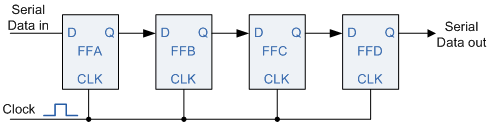 Serial
Data in
D Q
FFA
CLK
D Q
FFB
CLK
D Q
FFC
CLK
D Q
FFD
CLK
Serial
Data out
Clock